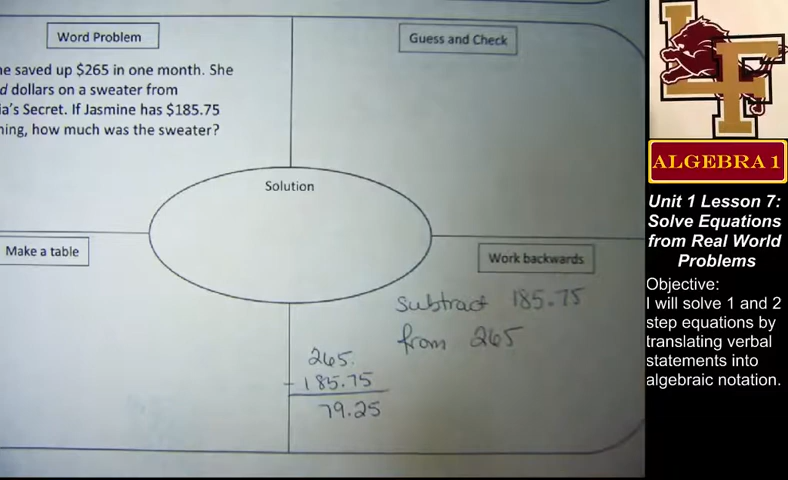 Word Problem
Guess and Check
ne saved up $265 in one month. She
d dollars on a sweater from
ia's Secret. If Jasmine has $185.75
ning, how much was the sweater?
Solution
Make a table
Work backwards
subtract 185.75
from 265
265.
- 185.75
79.25
LF
ALGEBRA 1
Unit 1 Lesson 7:
Solve Equations
from Real World
Problems
Objective:
I will solve 1 and 2
step equations by
translating verbal
statements into
algebraic notation.